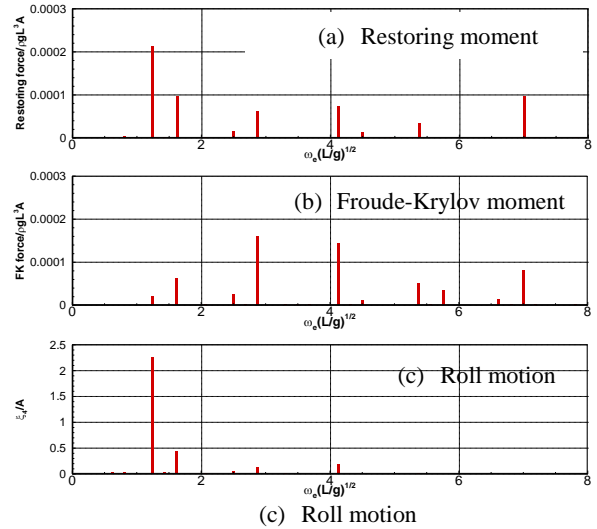 0.0003
0.0002
0.0001
0
Restoring force/ρgL³A
(a) Restoring moment
0 2 4 6 8
ωₑ(L/g)¹/²
0.0003
0.0002
0.0001
0
FK force/ρgL³A
(b) Froude-Krylov moment
0 2 4 6 8
ωₑ(L/g)¹/²
2.5
2
1.5
1
0.5
0
ξ₄/A
(c) Roll motion
0 2 4 6 8
ωₑ(L/g)¹/²
(c) Roll motion